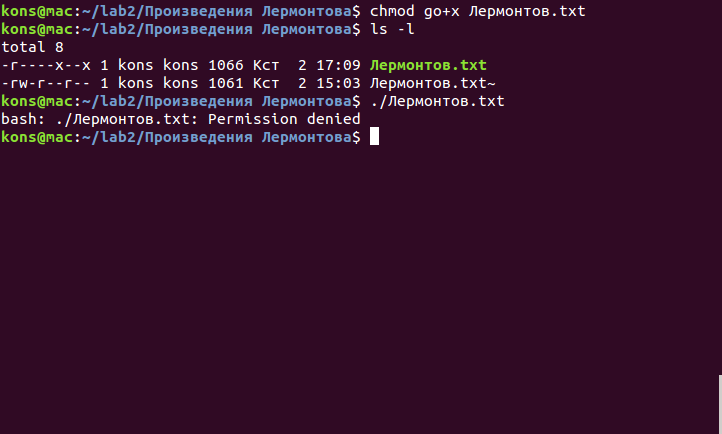 kons@mac:~/lab2/Произведения Лермонтова$ chmod go+x Лермонтов.txt
kons@mac:~/lab2/Произведения Лермонтова$ ls -l
total 8
-r----x--x 1 kons kons 1066 Кст  2 17:09 Лермонтов.txt
-rw-r--r-- 1 kons kons 1061 Кст  2 15:03 Лермонтов.txt~
kons@mac:~/lab2/Произведения Лермонтова$ ./Лермонтов.txt
bash: ./Лермонтов.txt: Permission denied
kons@mac:~/lab2/Произведения Лермонтова$